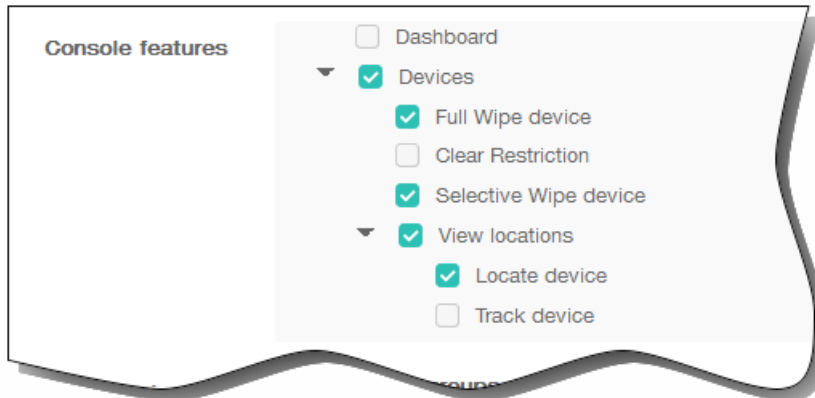 Console features
Dashboard
Devices
Full Wipe device
Clear Restriction
Selective Wipe device
View locations
Locate device
Track device